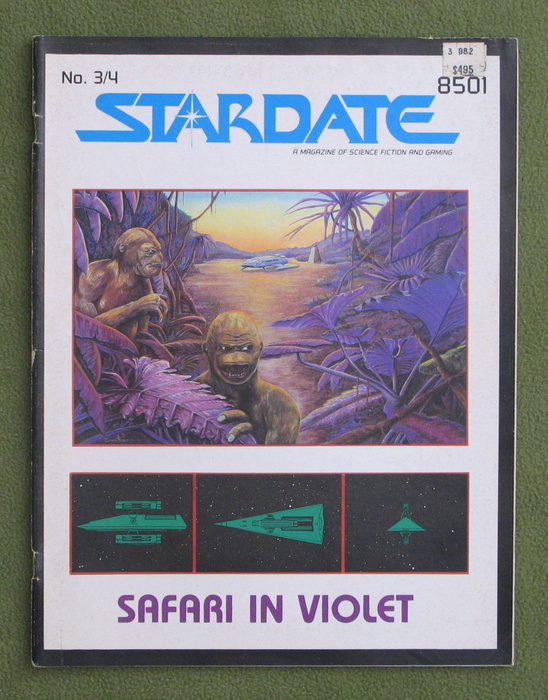 3 982
$495
No. 3/4
8501
STARDATE
A MAGAZINE OF SCIENCE FICTION AND GAMING
SAFARI IN VIOLET